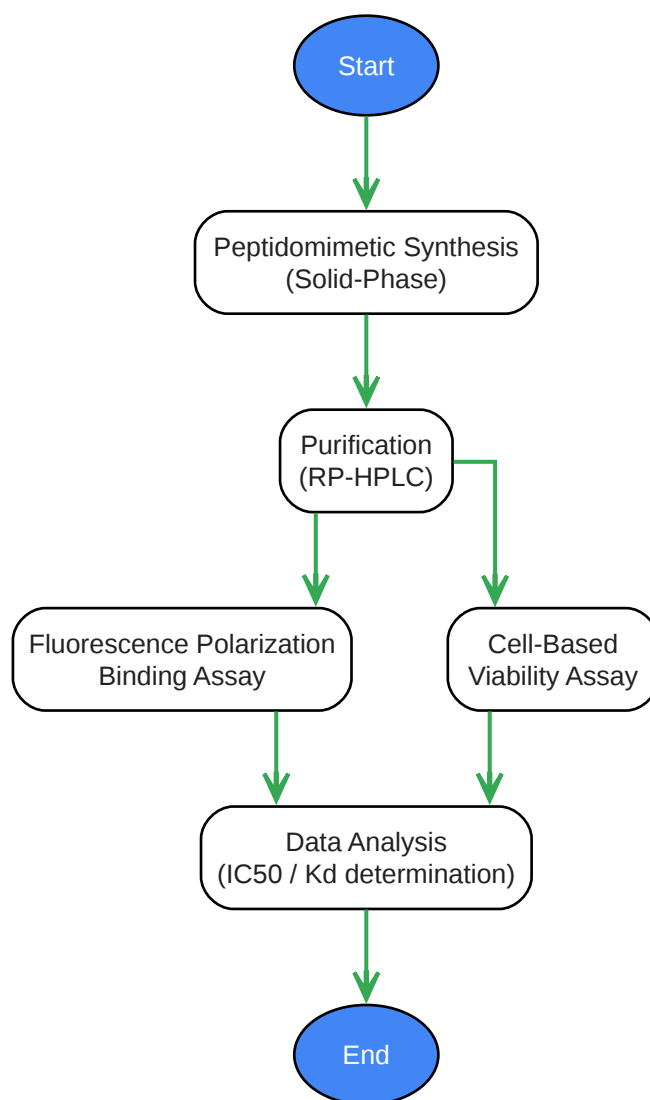 Start
Peptidomimetic Synthesis
(Solid-Phase)
Purification
(RP-HPLC)
Fluorescence Polarization
Binding Assay
Cell-Based
Viability Assay
Data Analysis
(IC50 / Kd determination)
End